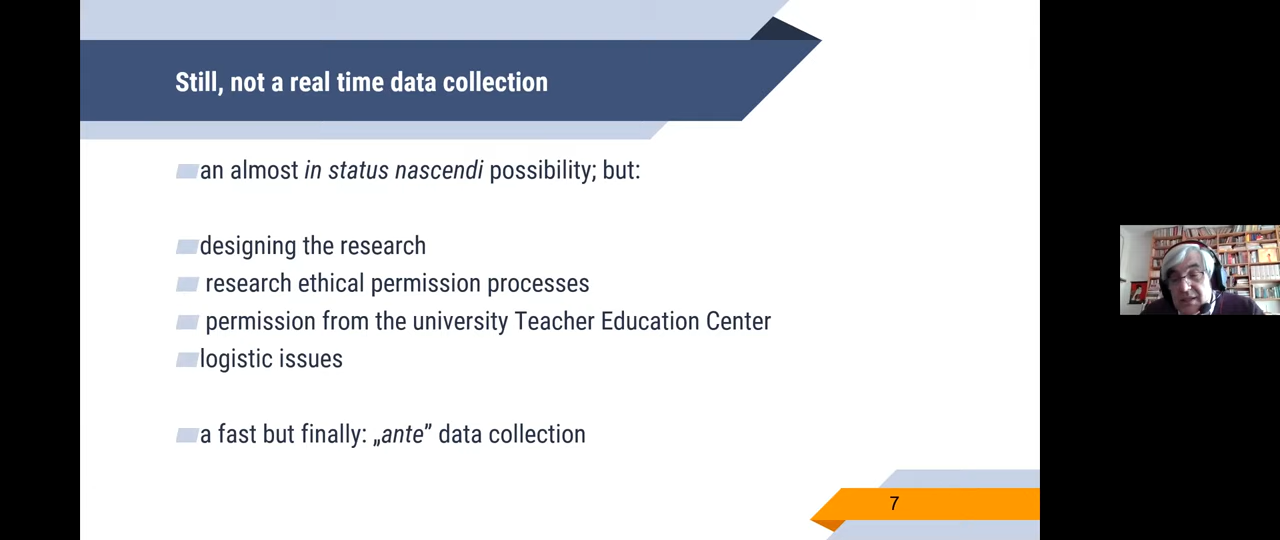 Still, not a real time data collection
an almost in status nascendi possibility; but:
designing the research
research ethical permission processes
permission from the university Teacher Education Center
logistic issues
a fast but finally: „ante” data collection
7